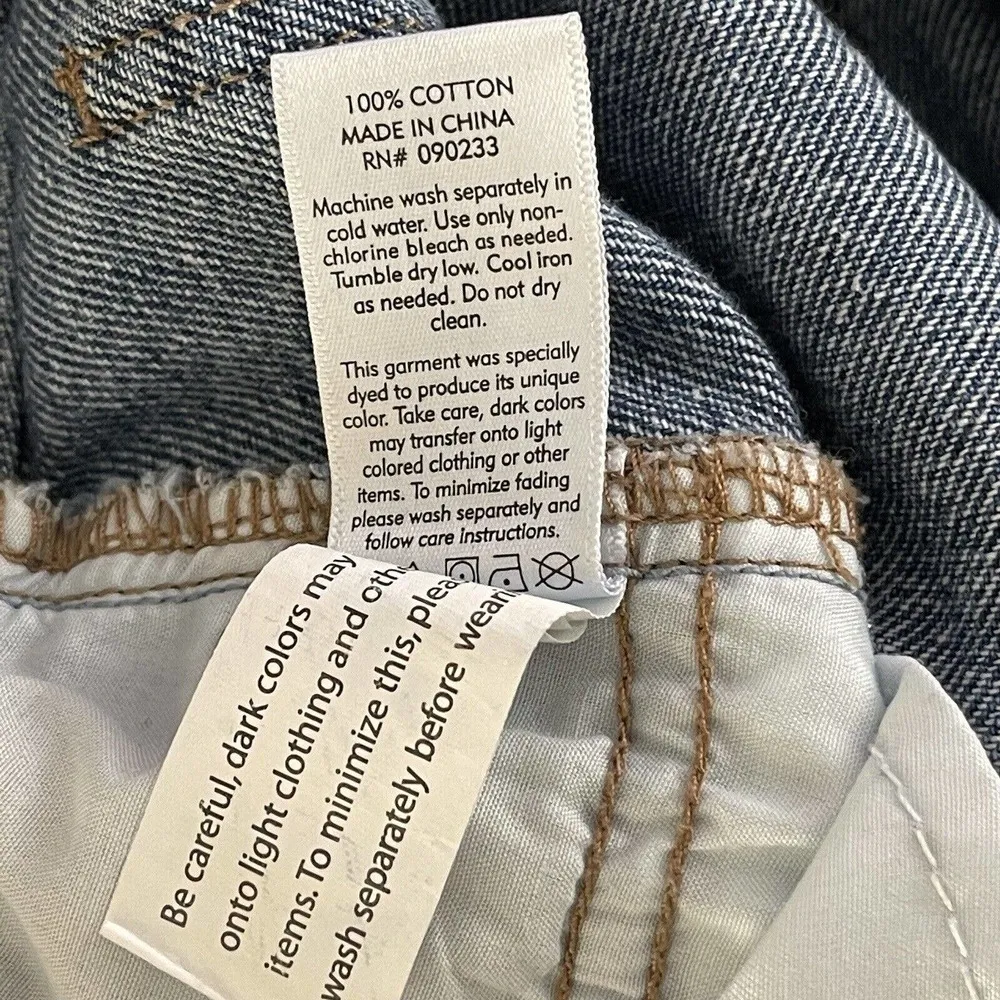 100% COTTON
MADE IN CHINA
RN# 090233
Machine wash separately in
cold water. Use only non-
chlorine bleach as needed.
Tumble dry low. Cool iron
as needed. Do not dry
clean.
This garment was specially
dyed to produce its unique
color. Take care, dark colors
may transfer onto light
colored clothing or other
items. To minimize fading
please wash separately and
follow care instructions.
Be careful, dark colors may
onto light clothing and oth
items. To minimize this, plea
wash separately before wear